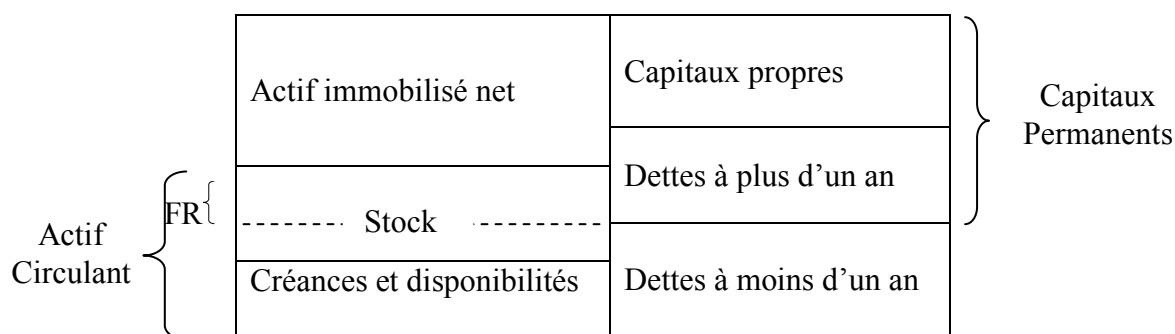 Actif immobilisé net
Capitaux propres
Capitaux
Permanents
Dettes à plus d'un an
FR
Stock
Actif
Circulant
Créances et disponibilités
Dettes à moins d'un an